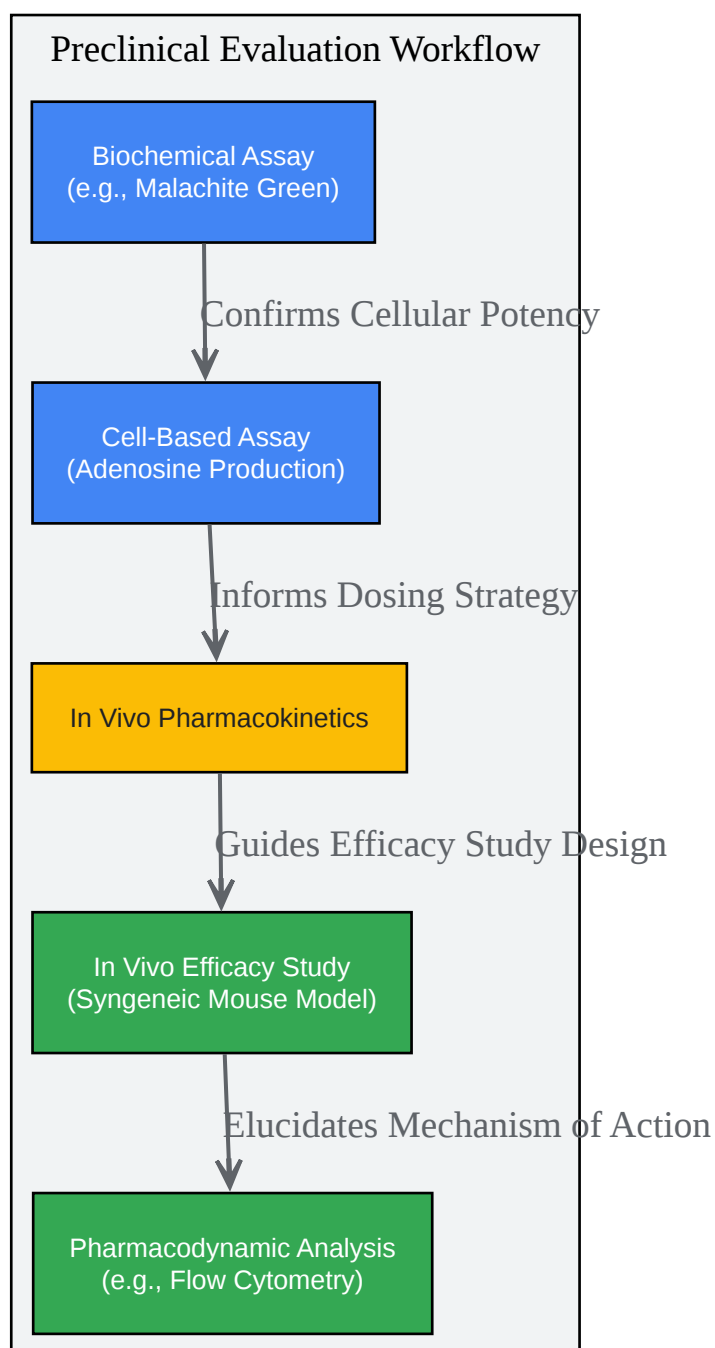 Preclinical Evaluation Workflow
Biochemical Assay
(e.g., Malachite Green)
Confirms Cellular Potency
Cell-Based Assay
(Adenosine Production)
Informs Dosing Strategy
In Vivo Pharmacokinetics
Guides Efficacy Study Design
In Vivo Efficacy Study
(Syngeneic Mouse Model)
Elucidates Mechanism of Action
Pharmacodynamic Analysis
(e.g., Flow Cytometry)